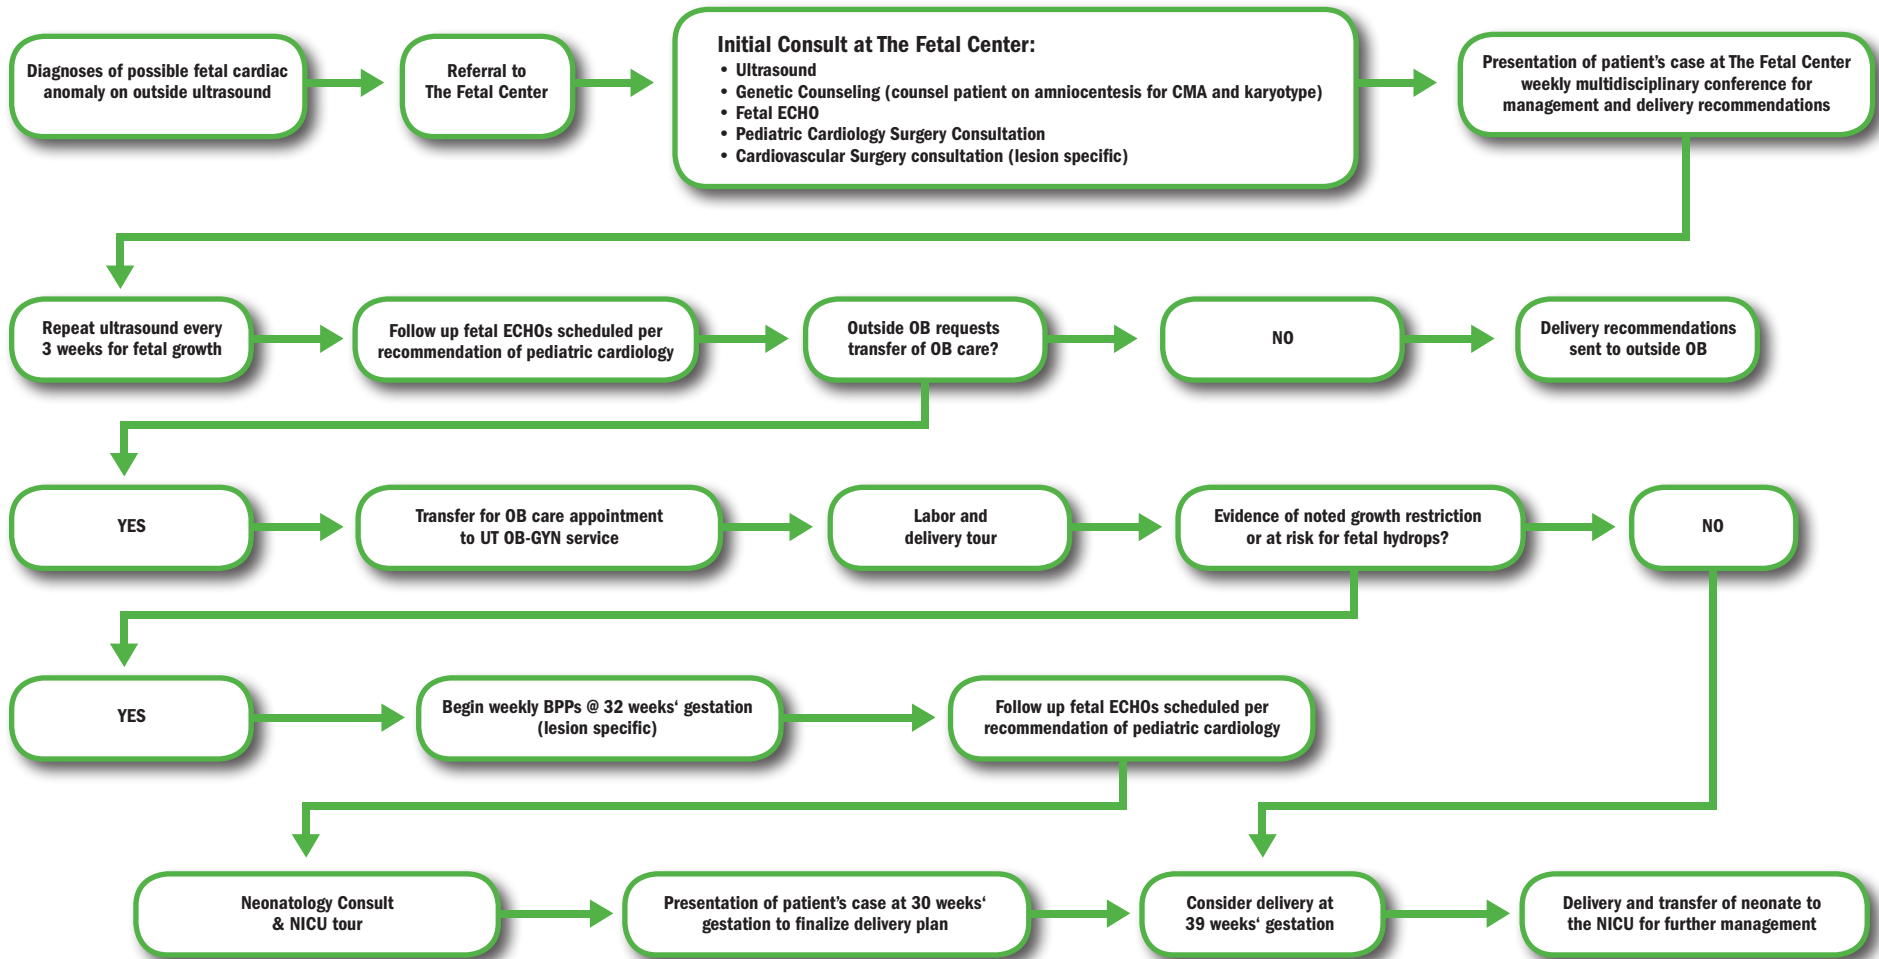 Diagnoses of possible fetal cardiac
anomaly on outside ultrasound
Referral to
The Fetal Center
Initial Consult at The Fetal Center:
• Ultrasound
• Genetic Counseling (counsel patient on amniocentesis for CMA and karyotype)
• Fetal ECHO
• Pediatric Cardiology Surgery Consultation
• Cardiovascular Surgery consultation (lesion specific)
Presentation of patient’s case at The Fetal Center
weekly multidisciplinary conference for
management and delivery recommendations
Repeat ultrasound every
3 weeks for fetal growth
Follow up fetal ECHOs scheduled per
recommendation of pediatric cardiology
Outside OB requests
transfer of OB care?
NO
Delivery recommendations
sent to outside OB
YES
Transfer for OB care appointment
to UT OB-GYN service
Labor and
delivery tour
Evidence of noted growth restriction
or at risk for fetal hydrops?
NO
YES
Begin weekly BPPs @ 32 weeks‘ gestation
(lesion specific)
Follow up fetal ECHOs scheduled per
recommendation of pediatric cardiology
Neonatology Consult
& NICU tour
Presentation of patient’s case at 30 weeks‘
gestation to finalize delivery plan
Consider delivery at
39 weeks‘ gestation
Delivery and transfer of neonate to
the NICU for further management